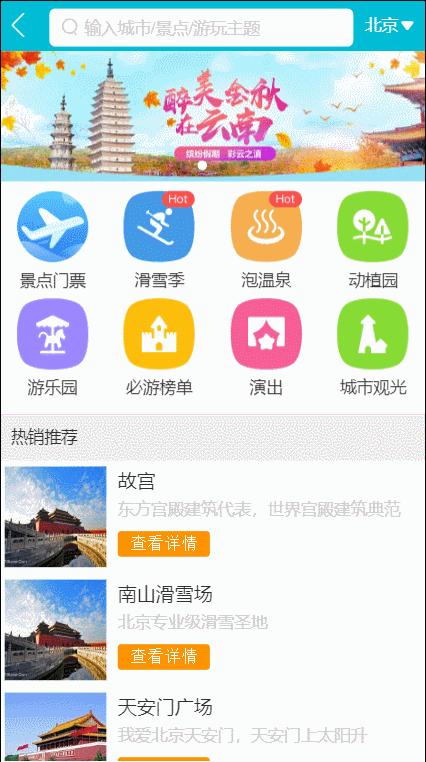 输入城市/景点/游玩主题
北京
醉美金秋
在云南
缤纷假期 彩云之滇
Hot
Hot
景点门票
滑雪季
泡温泉
动植园
游乐园
必游榜单
演出
城市观光
热销推荐
故宫
东方宫殿建筑代表，世界宫殿建筑典范
查看详情
南山滑雪场
北京专业级滑雪圣地
查看详情
天安门广场
我爱北京天安门，天安门上太阳升